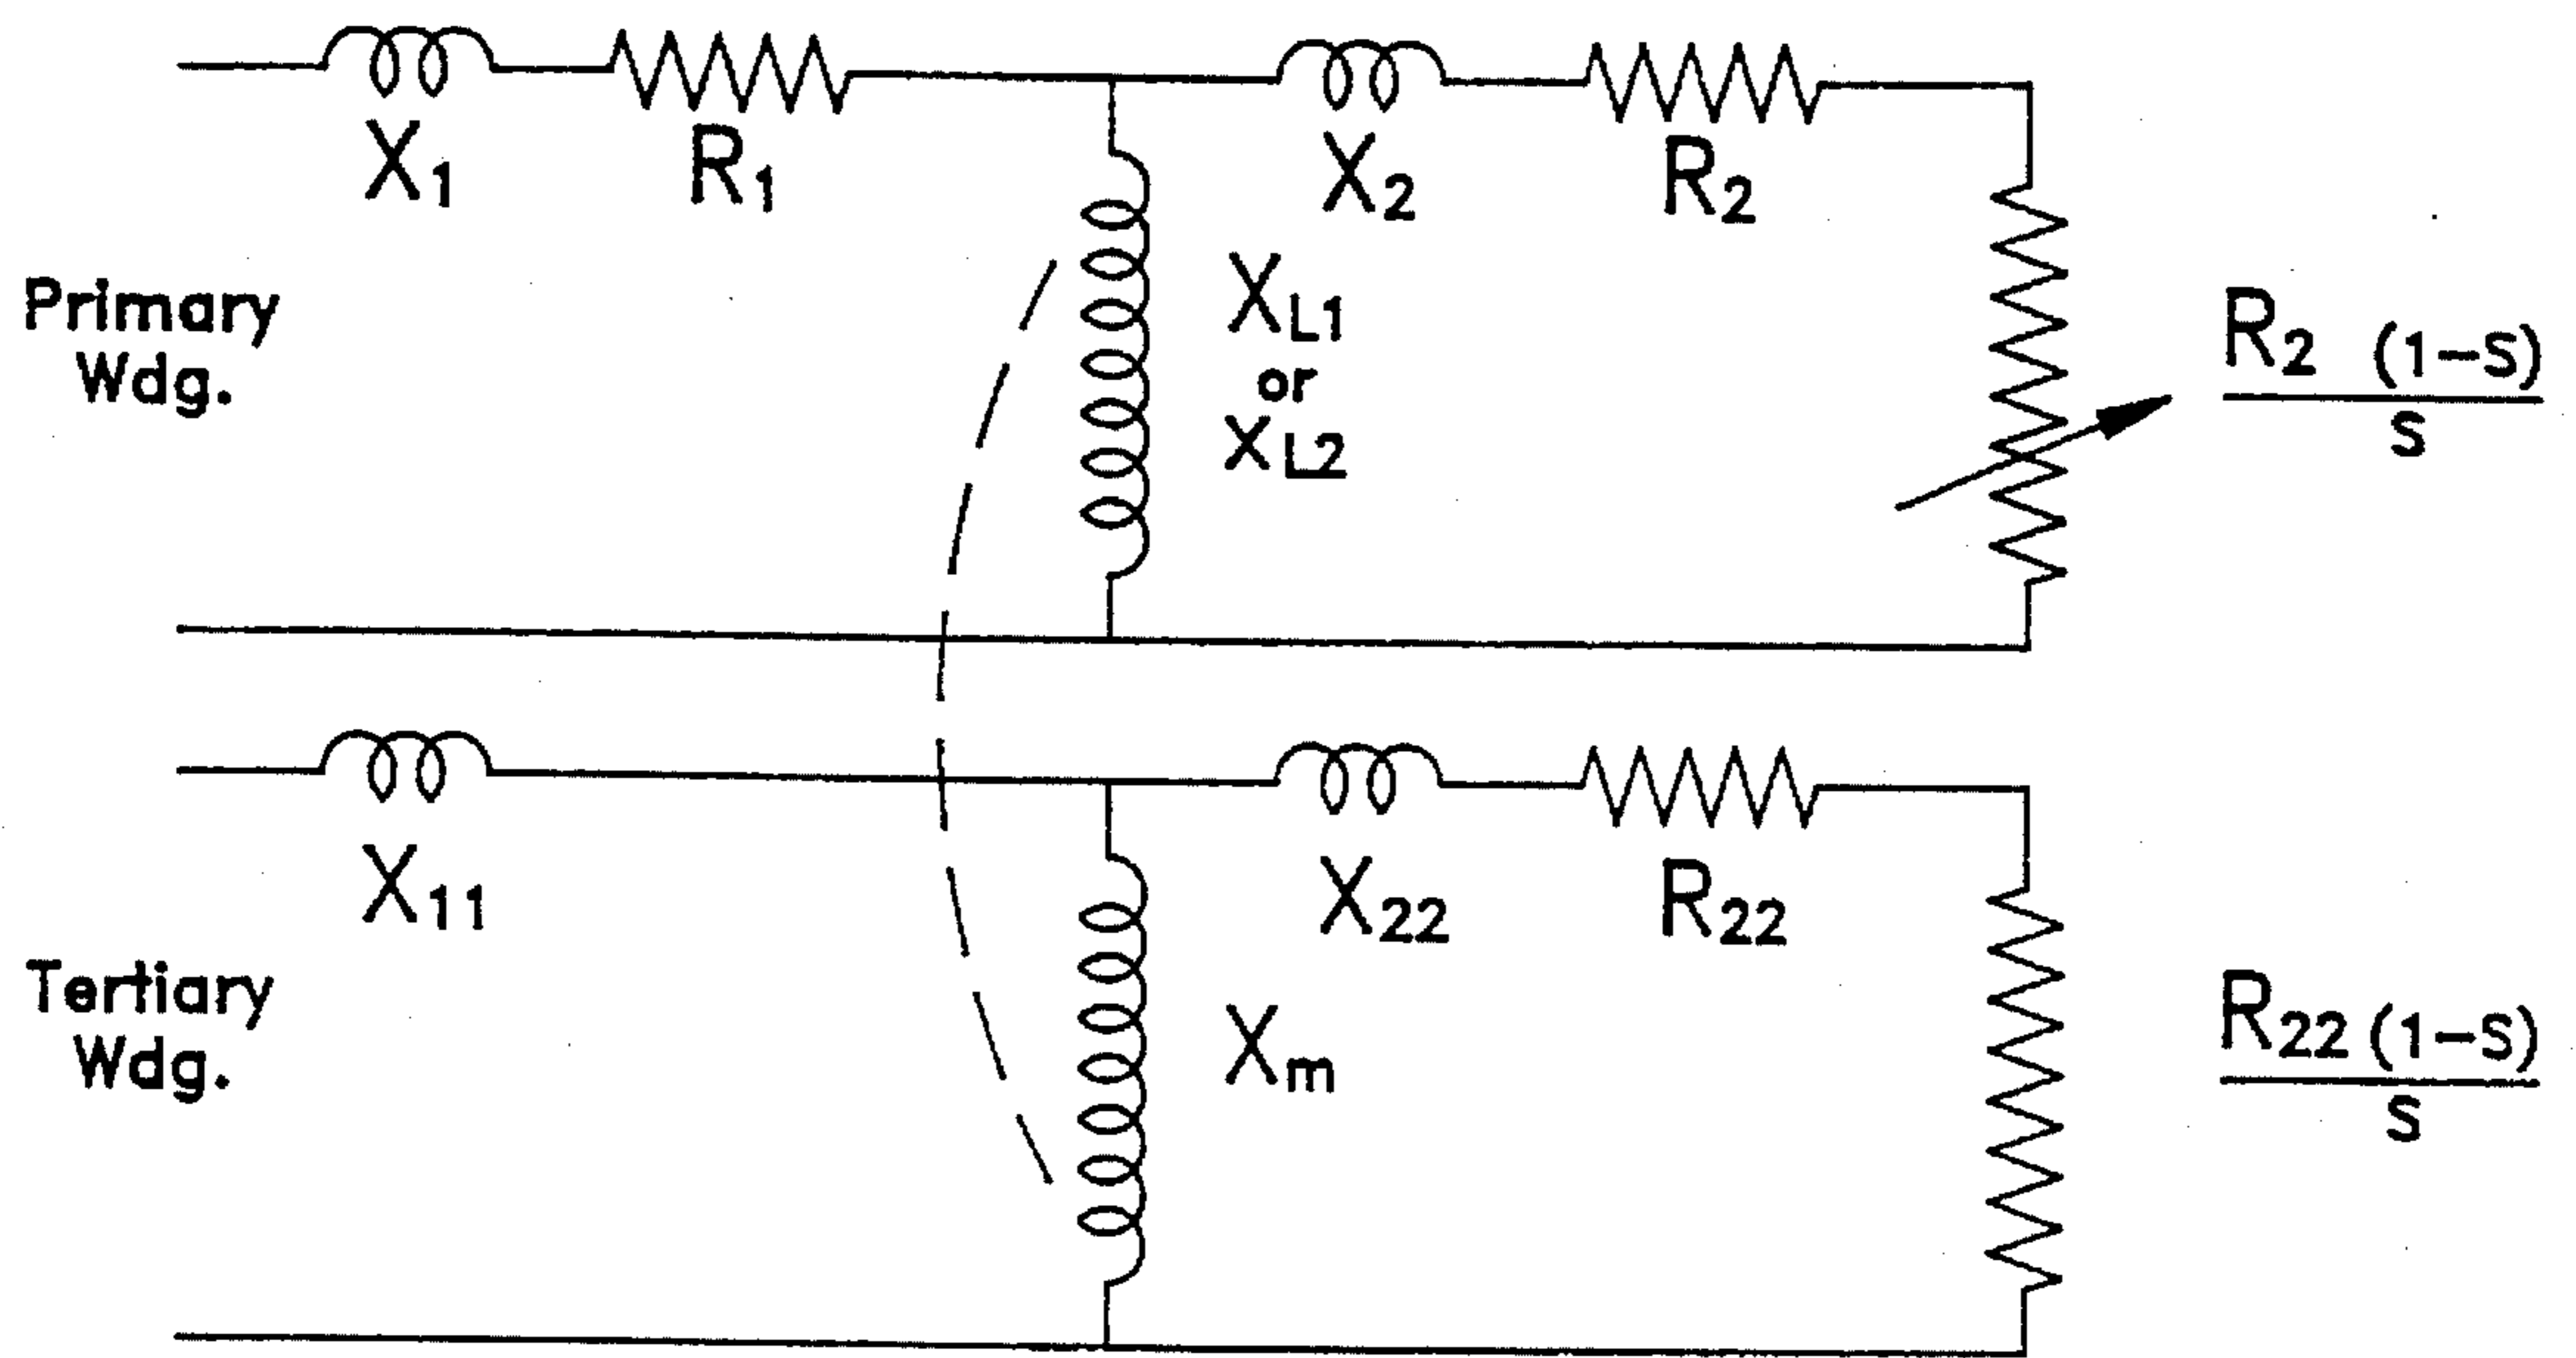 X1
R1
X2
R2
Primary
Wdg.
XL1
or
XL2
R2 (1-S)
S
X11
X22
R22
Tertiary
Wdg.
Xm
R22 (1-S)
S